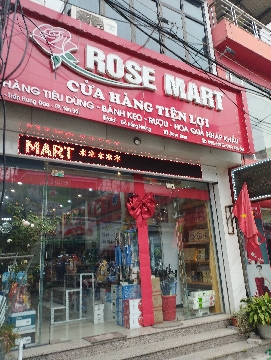 ROSE MART
CỬA HÀNG TIỆN LỢI
HÀNG TIÊU DÙNG - BÁNH KẸO - RƯỢU - HOA QUẢ NHẬP KHẨU
MART *****